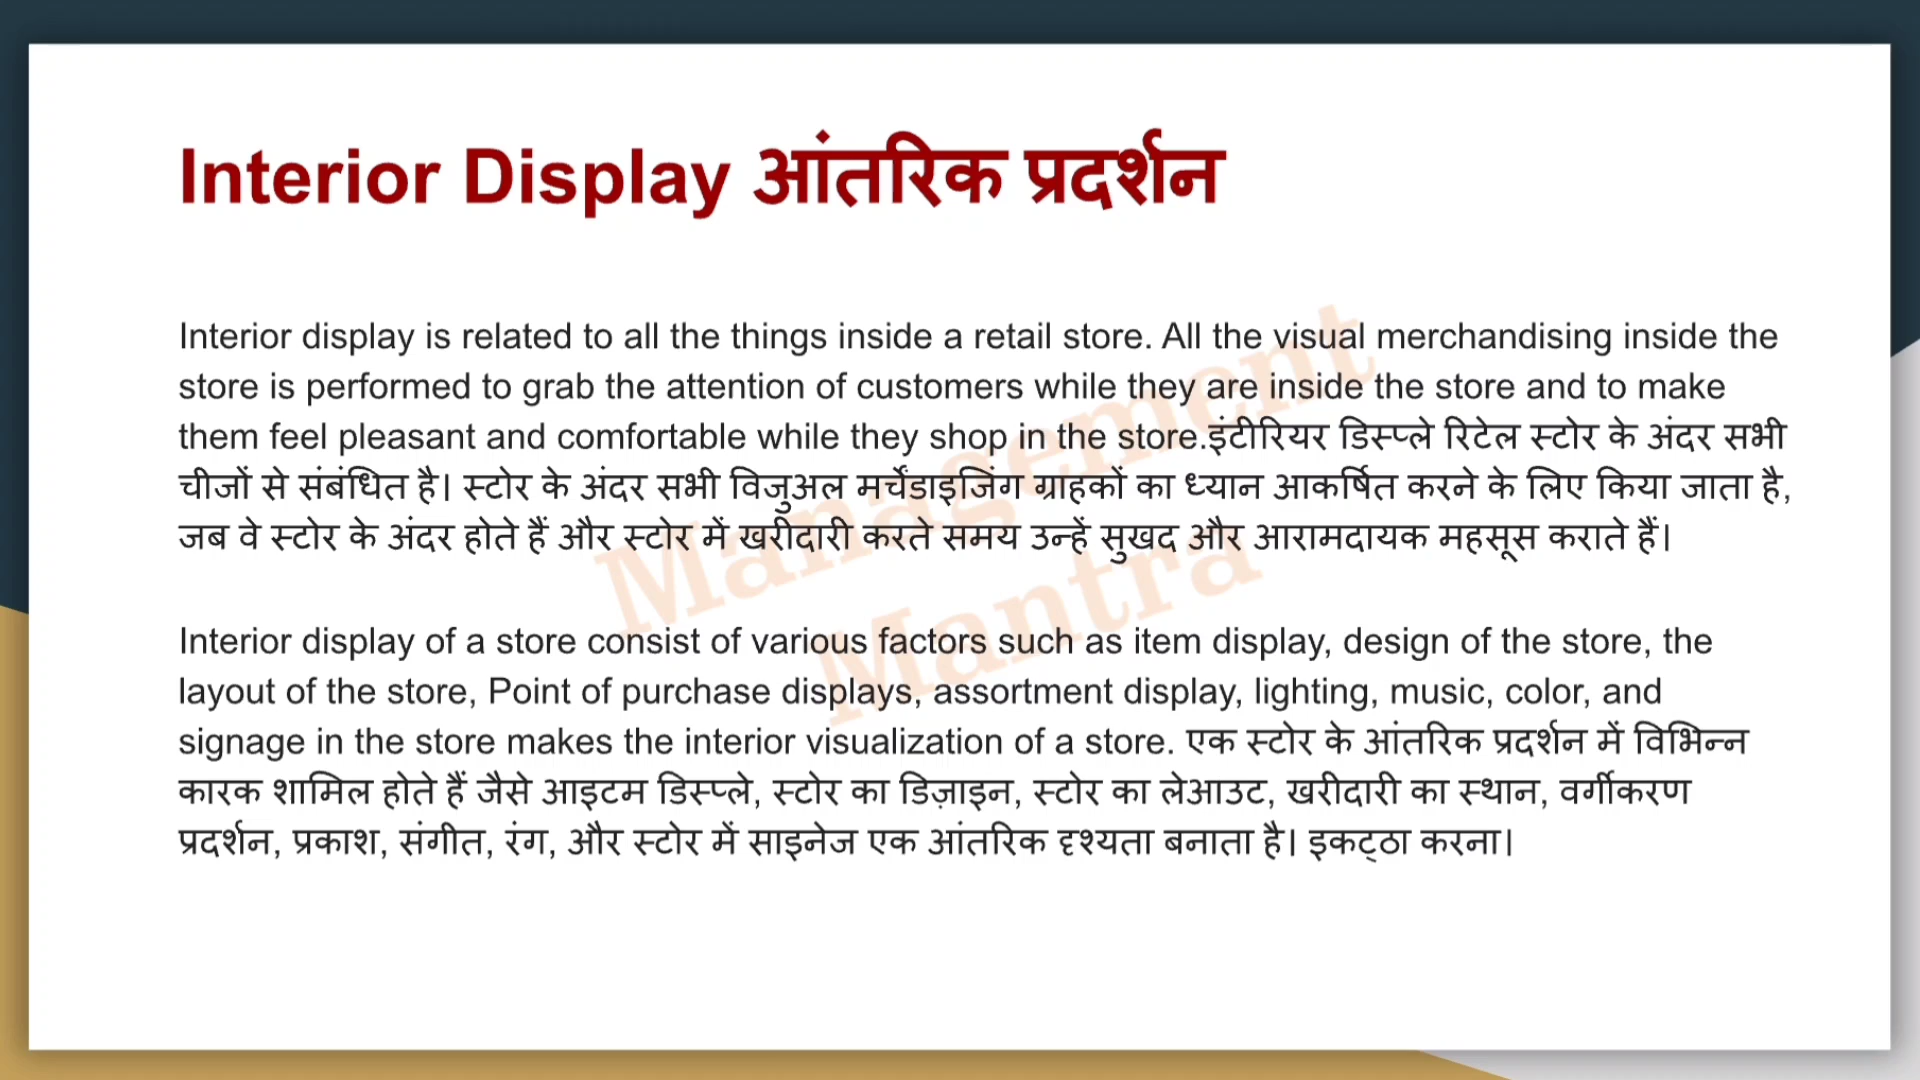 Interior Display आंतरिक प्रदर्शन
Interior display is related to all the things inside a retail store. All the visual merchandising inside the
store is performed to grab the attention of customers while they are inside the store and to make
them feel pleasant and comfortable while they shop in the store.इंटीरियर डिस्प्ले रिटेल स्टोर के अंदर सभी
चीजों से संबंधित है। स्टोर के अंदर सभी विजुअल मर्चेंडाइजिंग ग्राहकों का ध्यान आकर्षित करने के लिए किया जाता है,
जब वे स्टोर के अंदर होते हैं और स्टोर में खरीदारी करते समय उन्हें सुखद और आरामदायक महसूस कराते हैं।
Interior display of a store consist of various factors such as item display, design of the store, the
layout of the store, Point of purchase displays, assortment display, lighting, music, color, and
signage in the store makes the interior visualization of a store. एक स्टोर के आंतरिक प्रदर्शन में विभिन्न
कारक शामिल होते हैं जैसे आइटम डिस्प्ले, स्टोर का डिज़ाइन, स्टोर का लेआउट, खरीदारी का स्थान, वर्गीकरण
प्रदर्शन, प्रकाश, संगीत, रंग, और स्टोर में साइनेज एक आंतरिक दृश्यता बनाता है। इकट्ठा करना।
Management
Mantra